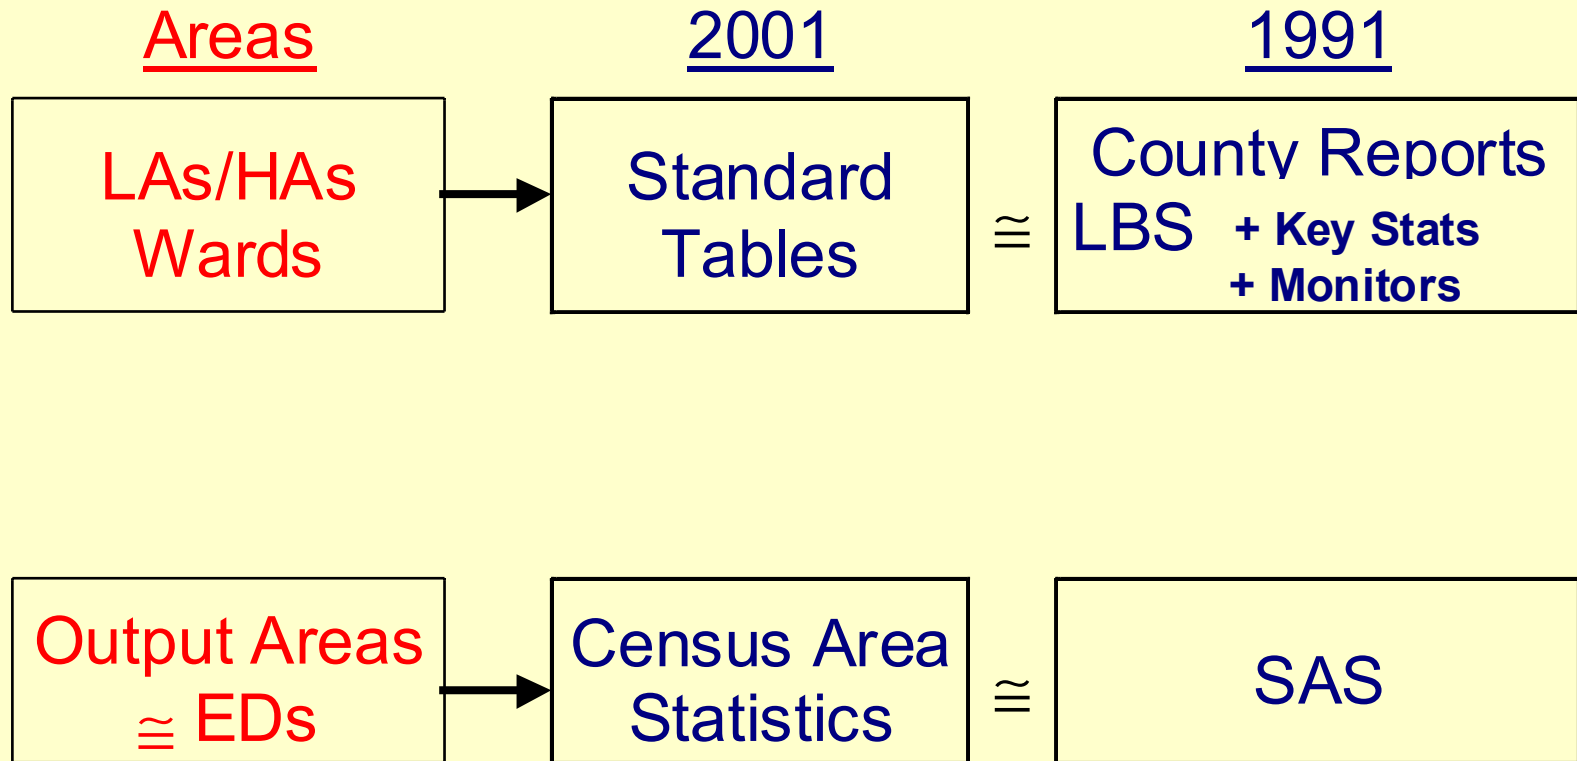 Areas 2001 1991
LAs/HAs
Wards
Standard
Tables
≅
County Reports
LBS + Key Stats
+ Monitors
Output Areas
≅ EDs
Census Area
Statistics
≅
SAS